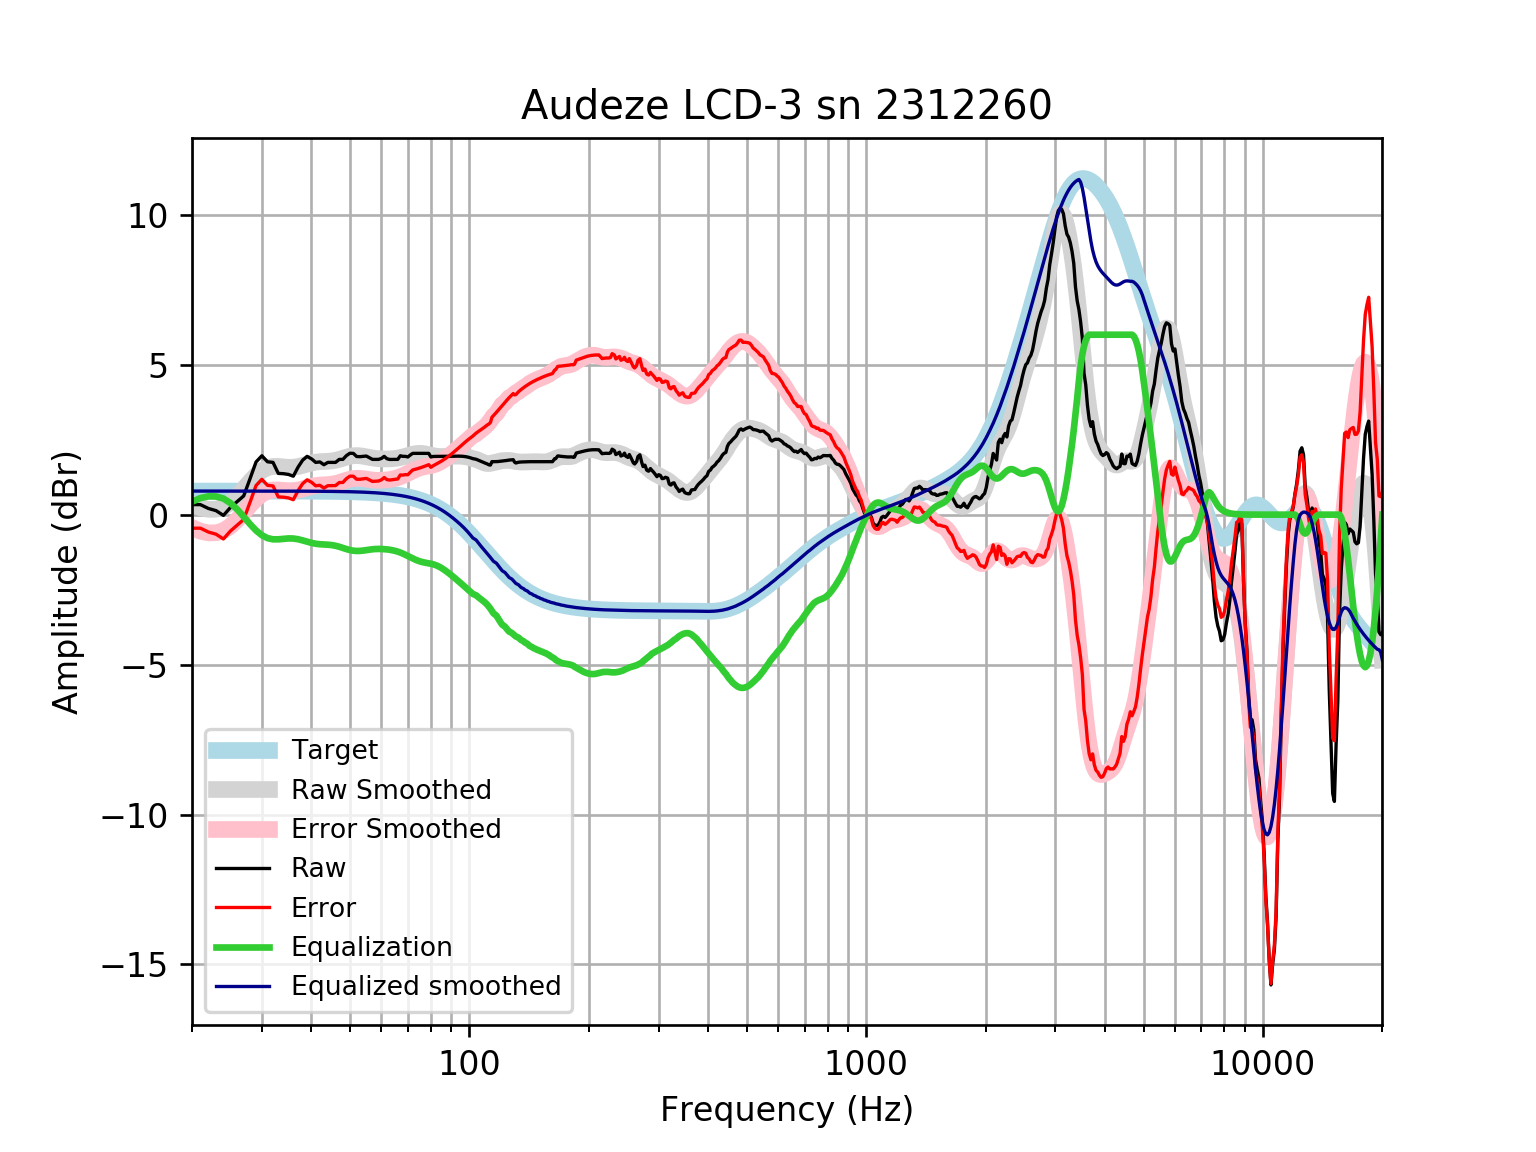 Audeze LCD-3 sn 2312260
Amplitude (dBr)
10
5
0
−5
−10
−15
Target
Raw Smoothed
Error Smoothed
Raw
Error
Equalization
Equalized smoothed
100 1000 10000
Frequency (Hz)